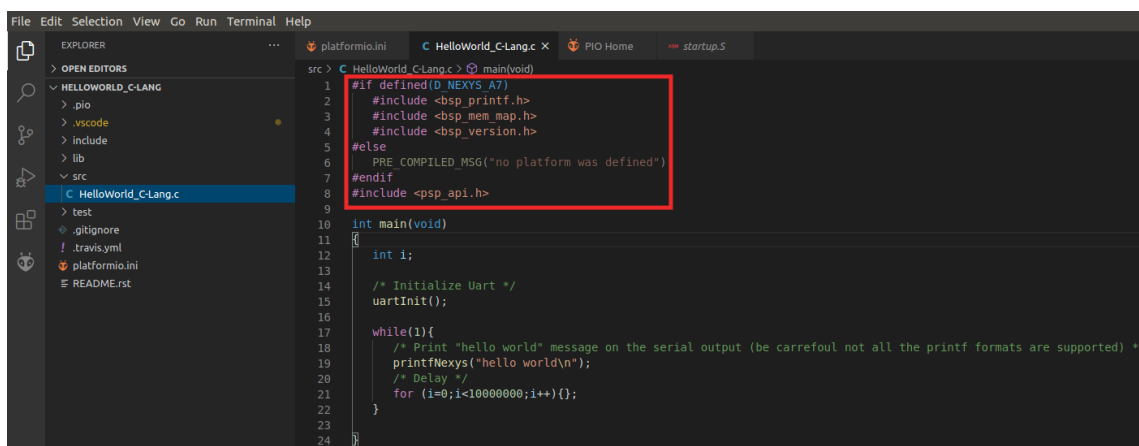 File Edit Selection View Go Run Terminal Help
EXPLORER ...
OPEN EDITORS
HELLOWORLD_C-LANG
.pio
.vscode
include
lib
src
C HelloWorld_C-Lang.c
test
.gitignore
! .travis.yml
platformio.ini
README.rst
platformio.ini C HelloWorld_C-Lang.c × PIO Home startup.S
src > C HelloWorld_C-Lang.c > main(void)
1 #if defined(D_NEXYS_A7)
2 #include <bsp_printf.h>
3 #include <bsp_mem_map.h>
4 #include <bsp_version.h>
5 #else
6 PRE_COMPILED_MSG("no platform was defined")
7 #endif
8 #include <psp_api.h>
9
10 int main(void)
11 {
12 int i;
13
14 /* Initialize Uart */
15 uartInit();
16
17 while(1){
18 /* Print "hello world" message on the serial output (be carrefoul not all the printf formats are supported) *
19 printfNexys("hello world\n");
20 /* Delay */
21 for (i=0;i<10000000;i++){};
22 }
23
24 }